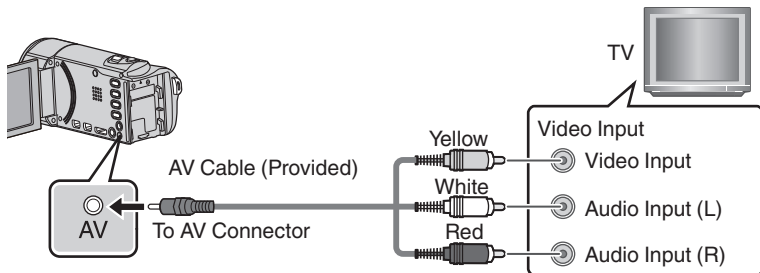 TV
Video Input
Yellow
Video Input
AV Cable (Provided)
White
Audio Input (L)
AV
To AV Connector
Red
Audio Input (R)